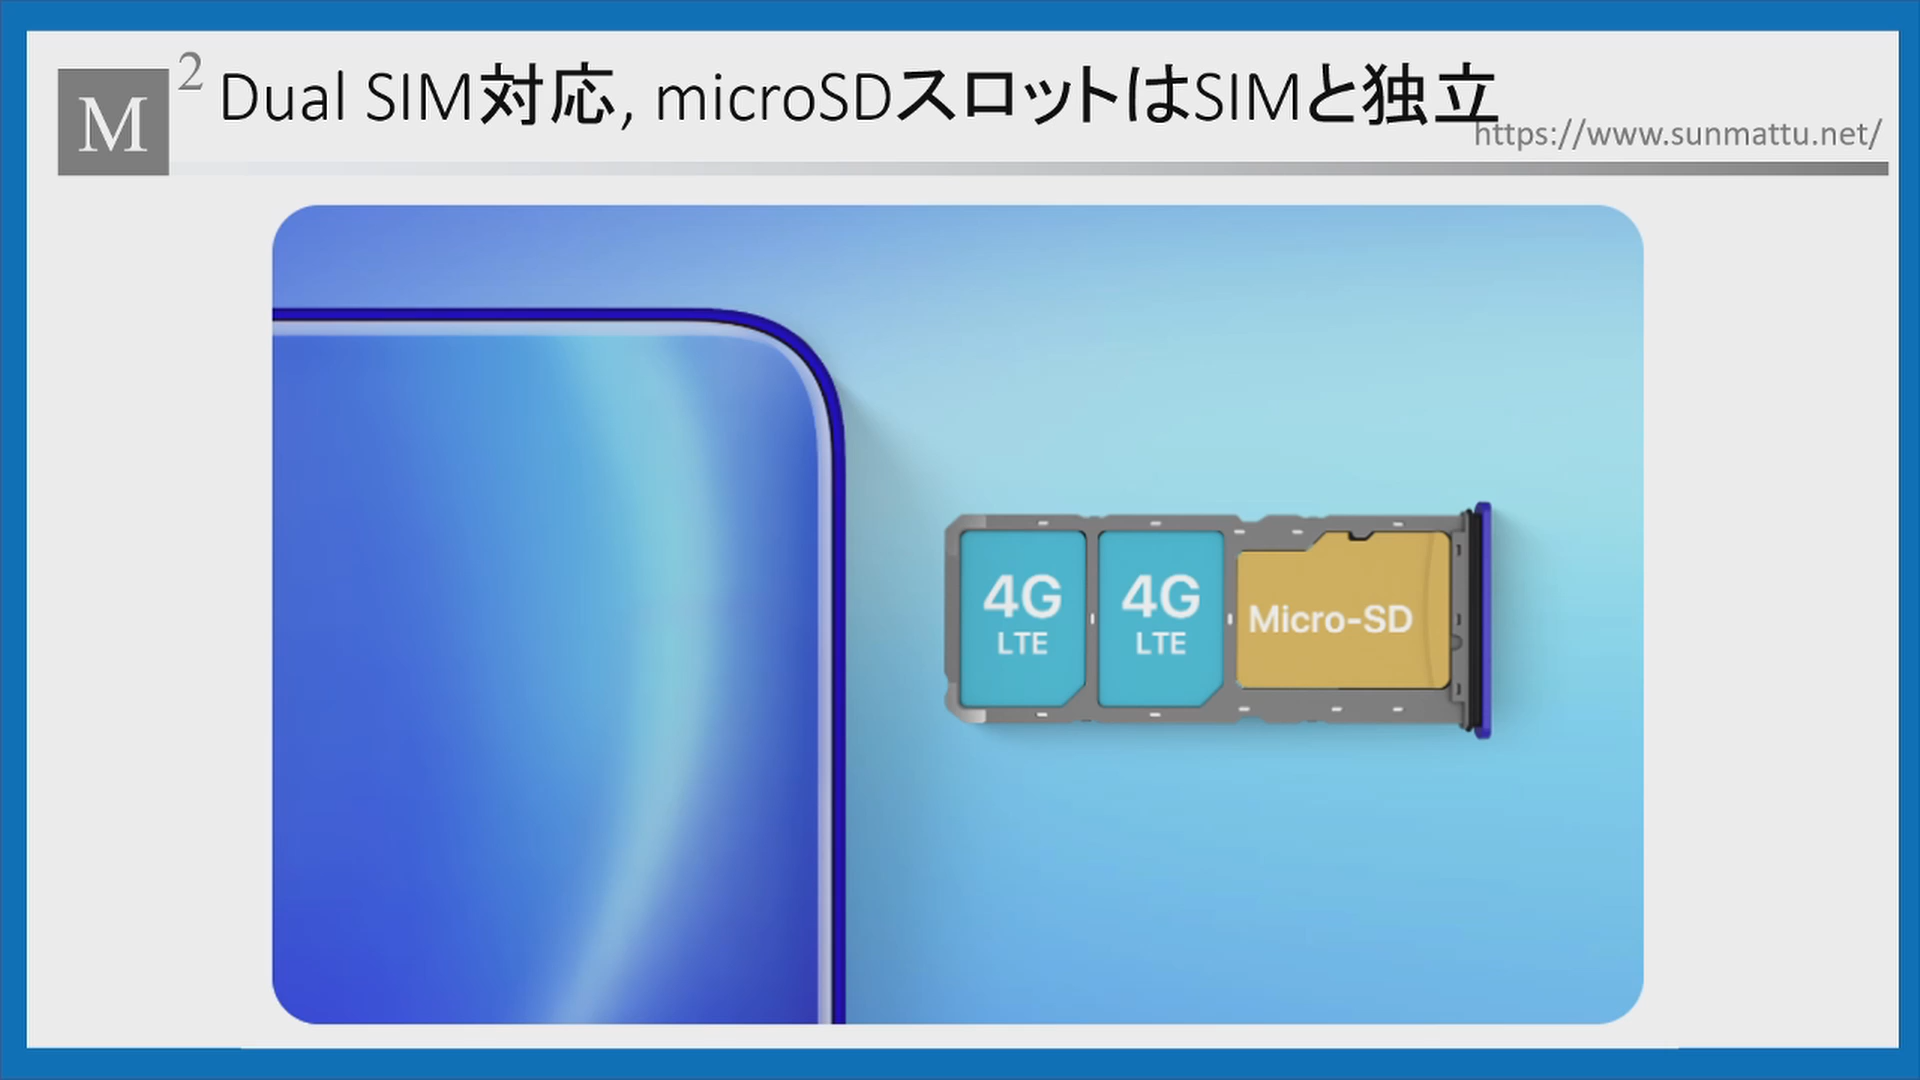 M 2 Dual SIM対応, microSDスロットはSIMと独立
https://www.sunmattu.net/
4G 4G Micro-SD
LTE LTE